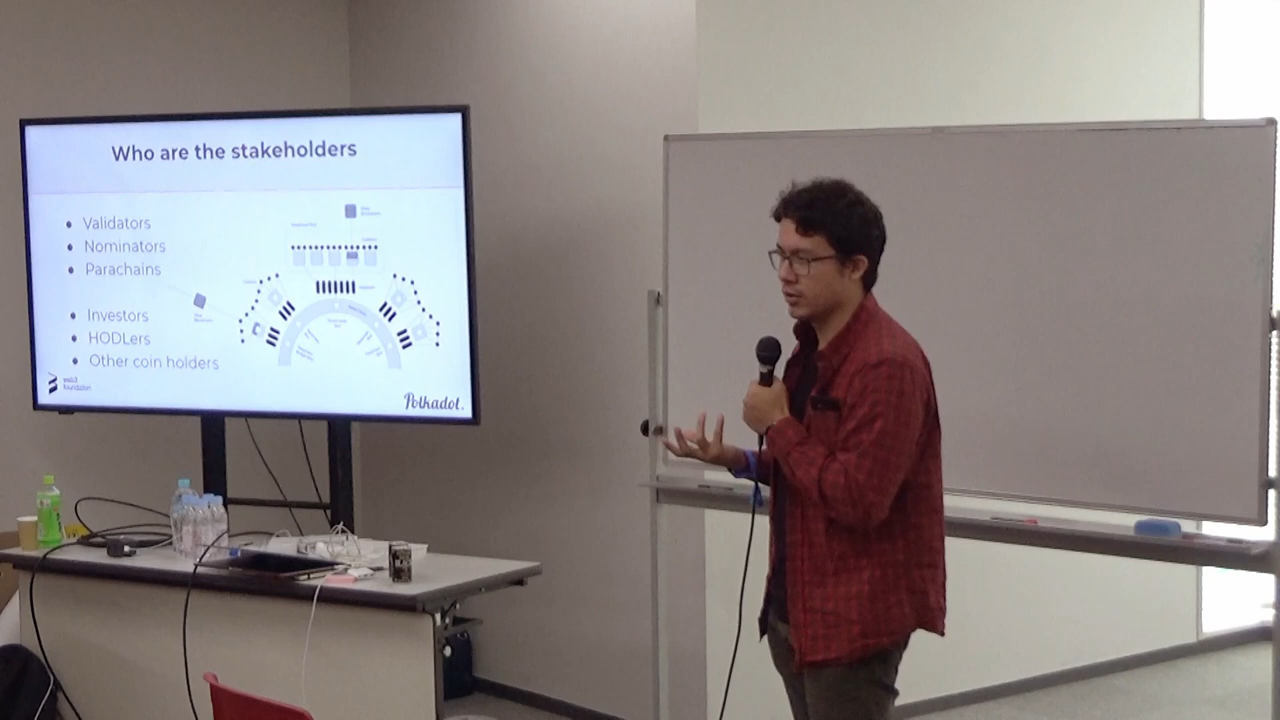 Who are the stakeholders
Validators
Nominators
Parachains
Investors
HODLers
Other coin holders
web3
foundation
Polkadot.